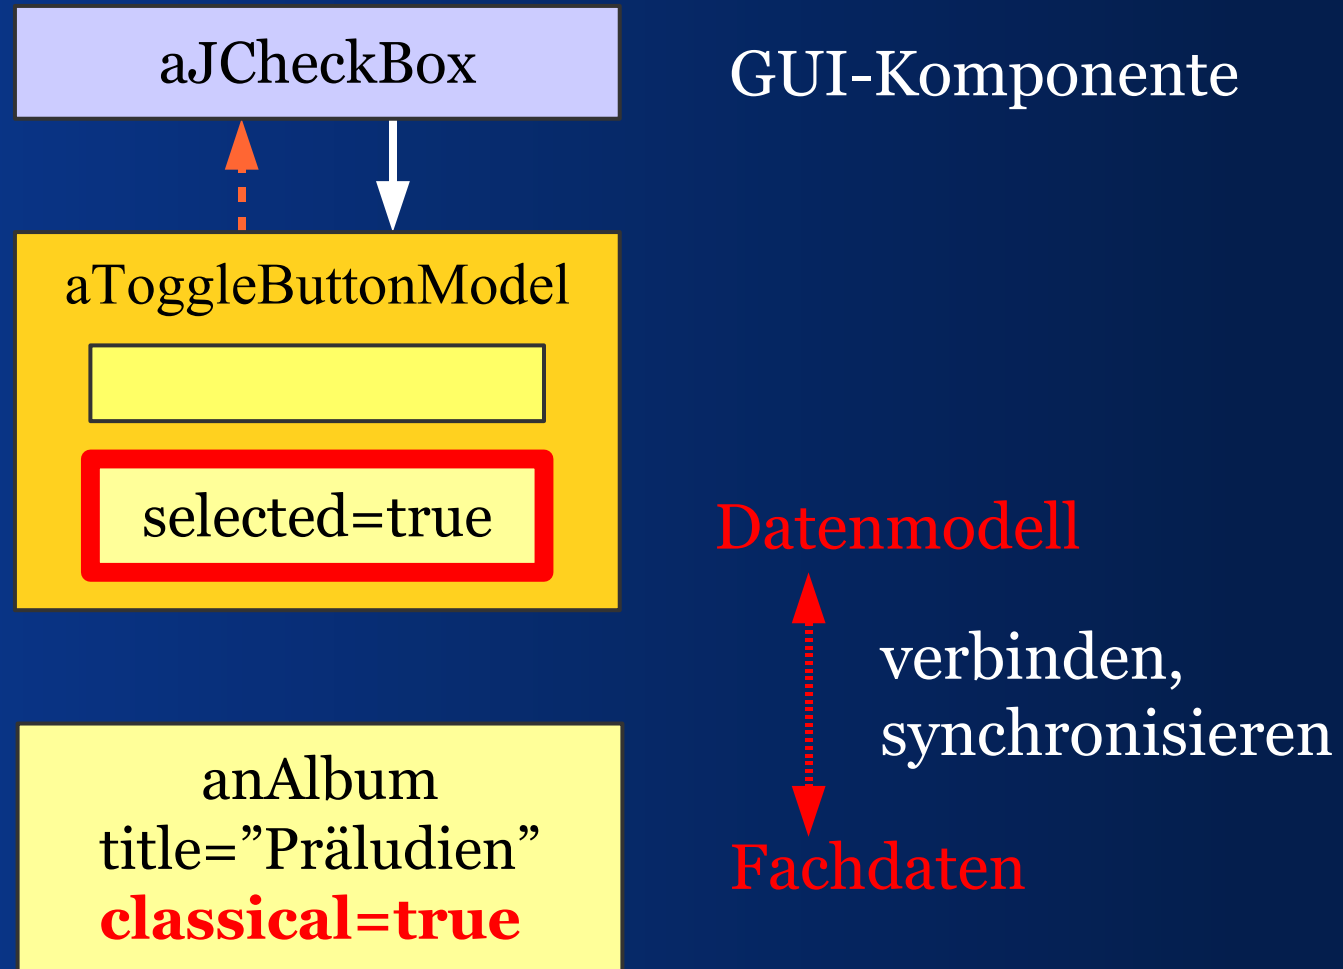 aJCheckBox
GUI-Komponente
aToggleButtonModel
selected=true
Datenmodell
verbinden,
synchronisieren
anAlbum
title=”Präludien”
classical=true
Fachdaten